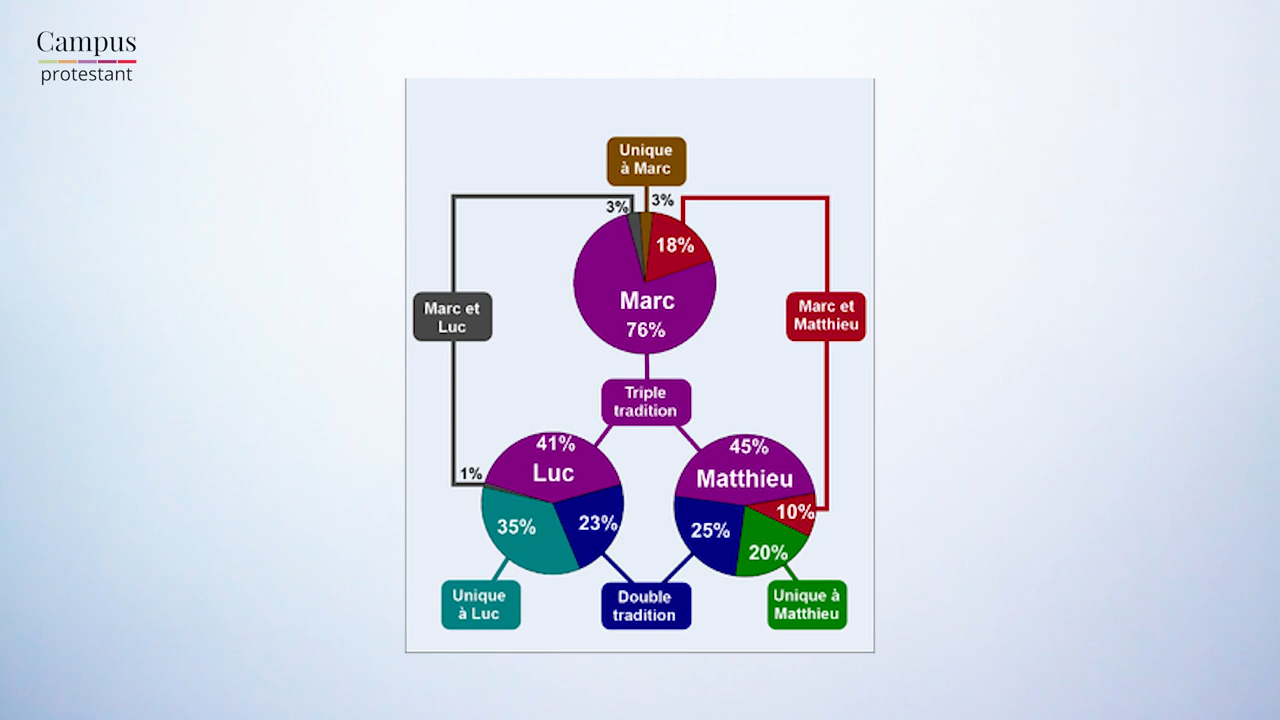 Campus
protestant
Unique
à Marc
3%
3%
18%
Marc
76%
Marc et
Luc
Marc et
Matthieu
Triple
tradition
41%
Luc
1%
35%
23%
45%
Matthieu
10%
25%
20%
Unique
à Luc
Double
tradition
Unique à
Matthieu